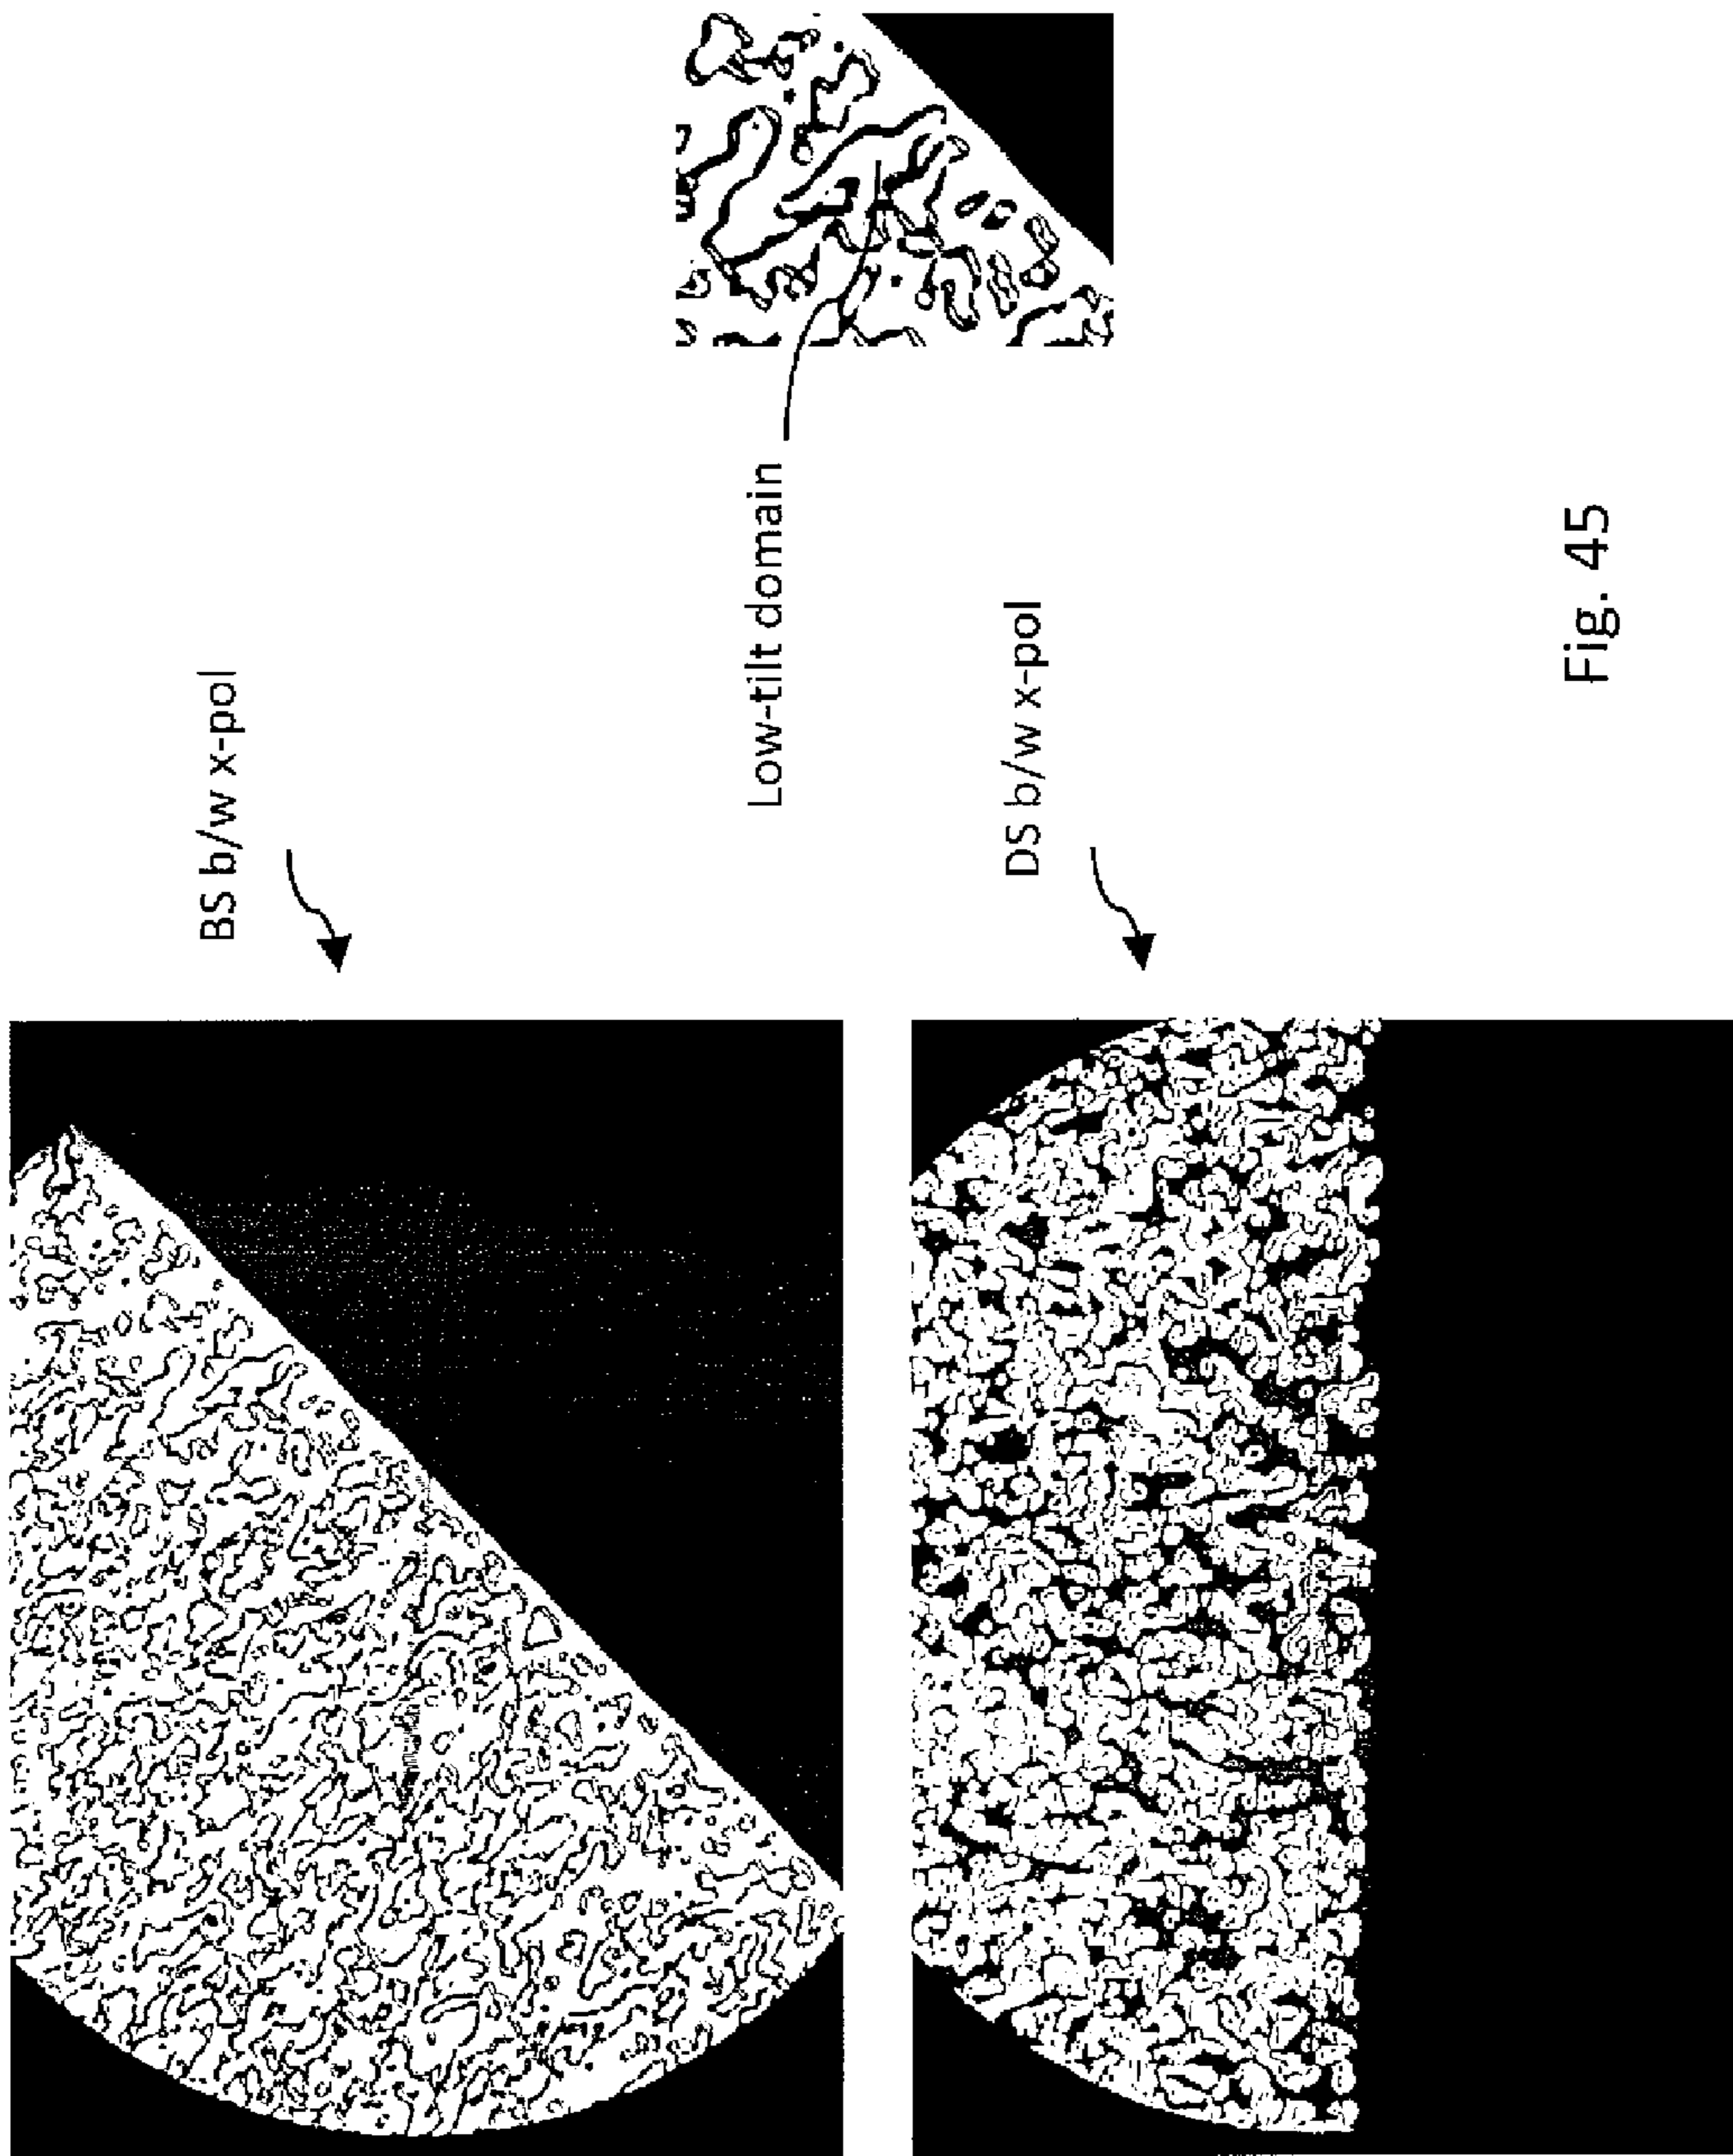 BS b/w x-pol
Low-tilt domain
DS b/w x-pol
Fig. 45